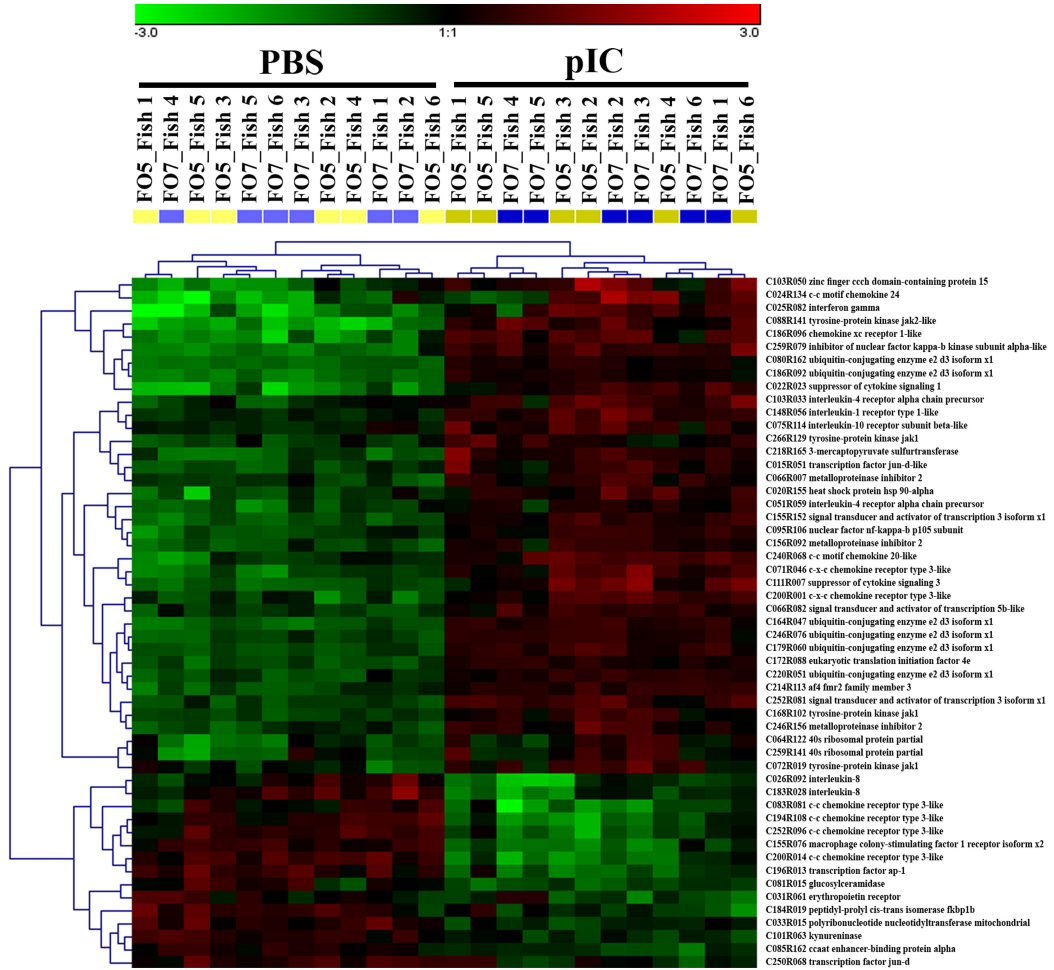 -3.0 1:1 3.0
PBS pIC
FO5_Fish 1
FO7_Fish 4
FO5_Fish 5
FO5_Fish 3
FO7_Fish 5
FO7_Fish 6
FO7_Fish 3
FO5_Fish 2
FO5_Fish 4
FO7_Fish 1
FO7_Fish 2
FO5_Fish 6
FO5_Fish 1
FO5_Fish 5
FO7_Fish 4
FO7_Fish 5
FO5_Fish 3
FO5_Fish 2
FO7_Fish 2
FO7_Fish 3
FO5_Fish 4
FO7_Fish 6
FO7_Fish 1
FO5_Fish 6
C103R050 zinc finger ccch domain-containing protein 15
C024R134 c-c motif chemokine 24
C025R082 interferon gamma
C088R141 tyrosine-protein kinase jak2-like
C186R096 chemokine xc receptor 1-like
C259R079 inhibitor of nuclear factor kappa-b kinase subunit alpha-like
C080R162 ubiquitin-conjugating enzyme e2 d3 isoform x1
C186R092 ubiquitin-conjugating enzyme e2 d3 isoform x1
C022R023 suppressor of cytokine signaling 1
C103R033 interleukin-4 receptor alpha chain precursor
C148R056 interleukin-1 receptor type 1-like
C075R114 interleukin-10 receptor subunit beta-like
C266R129 tyrosine-protein kinase jak1
C218R165 3-mercaptopyruvate sulfurtransferase
C015R051 transcription factor jun-d-like
C066R007 metalloproteinase inhibitor 2
C020R155 heat shock protein hsp 90-alpha
C051R059 interleukin-4 receptor alpha chain precursor
C155R152 signal transducer and activator of transcription 3 isoform x1
C095R106 nuclear factor nf-kappa-b p105 subunit
C156R092 metalloproteinase inhibitor 2
C240R068 c-c motif chemokine 20-like
C071R046 c-x-c chemokine receptor type 3-like
C111R007 suppressor of cytokine signaling 3
C200R001 c-x-c chemokine receptor type 3-like
C066R082 signal transducer and activator of transcription 5b-like
C164R047 ubiquitin-conjugating enzyme e2 d3 isoform x1
C246R076 ubiquitin-conjugating enzyme e2 d3 isoform x1
C179R060 ubiquitin-conjugating enzyme e2 d3 isoform x1
C172R088 eukaryotic translation initiation factor 4e
C220R051 ubiquitin-conjugating enzyme e2 d3 isoform x1
C214R113 af4 fmr2 family member 3
C252R081 signal transducer and activator of transcription 3 isoform x1
C168R102 tyrosine-protein kinase jak1
C246R156 metalloproteinase inhibitor 2
C064R122 40s ribosomal protein partial
C259R141 40s ribosomal protein partial
C072R019 tyrosine-protein kinase jak1
C026R092 interleukin-8
C183R028 interleukin-8
C083R081 c-c chemokine receptor type 3-like
C194R108 c-c chemokine receptor type 3-like
C252R096 c-c chemokine receptor type 3-like
C155R076 macrophage colony-stimulating factor 1 receptor isoform x2
C200R014 c-c chemokine receptor type 3-like
C196R013 transcription factor ap-1
C081R015 glucosylceramidase
C031R061 erythropoietin receptor
C184R019 peptidyl-prolyl cis-trans isomerase fkbp1b
C033R015 polyribonucleotide nucleotidyltransferase mitochondrial
C101R063 kynureninase
C085R162 ccaat enhancer-binding protein alpha
C250R068 transcription factor jun-d